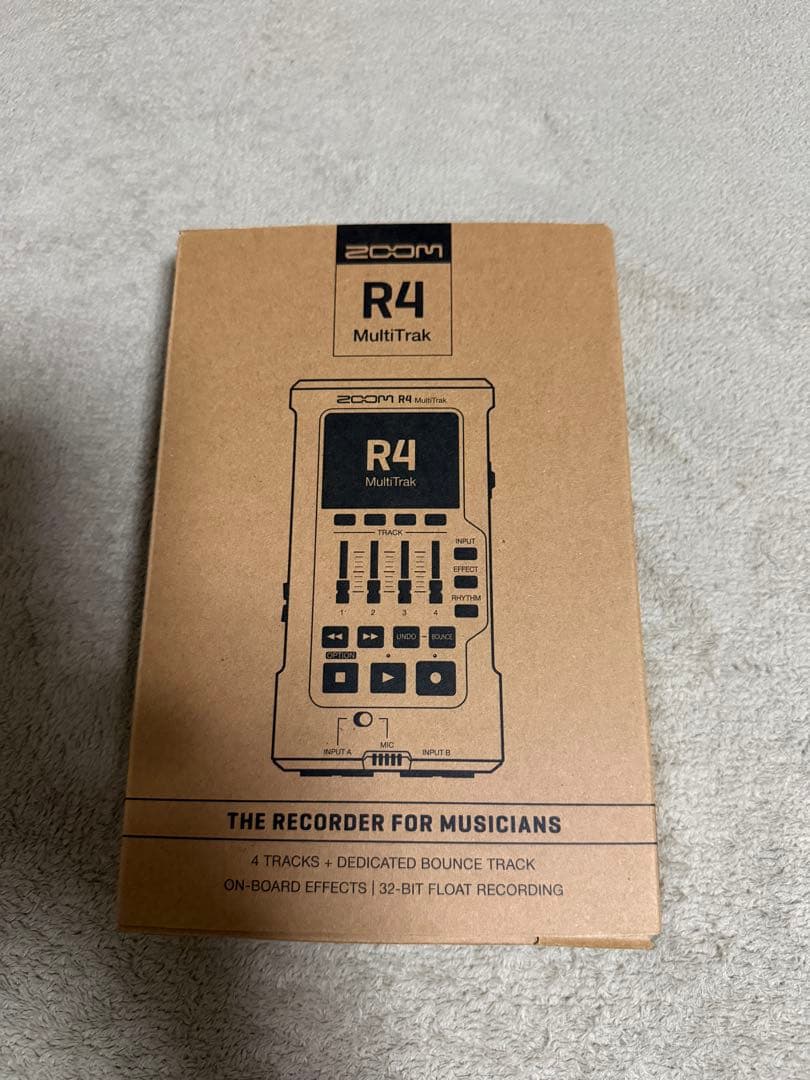 ZOOM
R4
MultiTrak
ZOOM R4 MultiTrak
R4
MultiTrak
TRACK
INPUT
EFFECT
RHYTHM
1 2 3 4
UNDO BOUNCE
OPTION
INPUT A MIC INPUT B
THE RECORDER FOR MUSICIANS
4 TRACKS + DEDICATED BOUNCE TRACK
ON-BOARD EFFECTS | 32-BIT FLOAT RECORDING